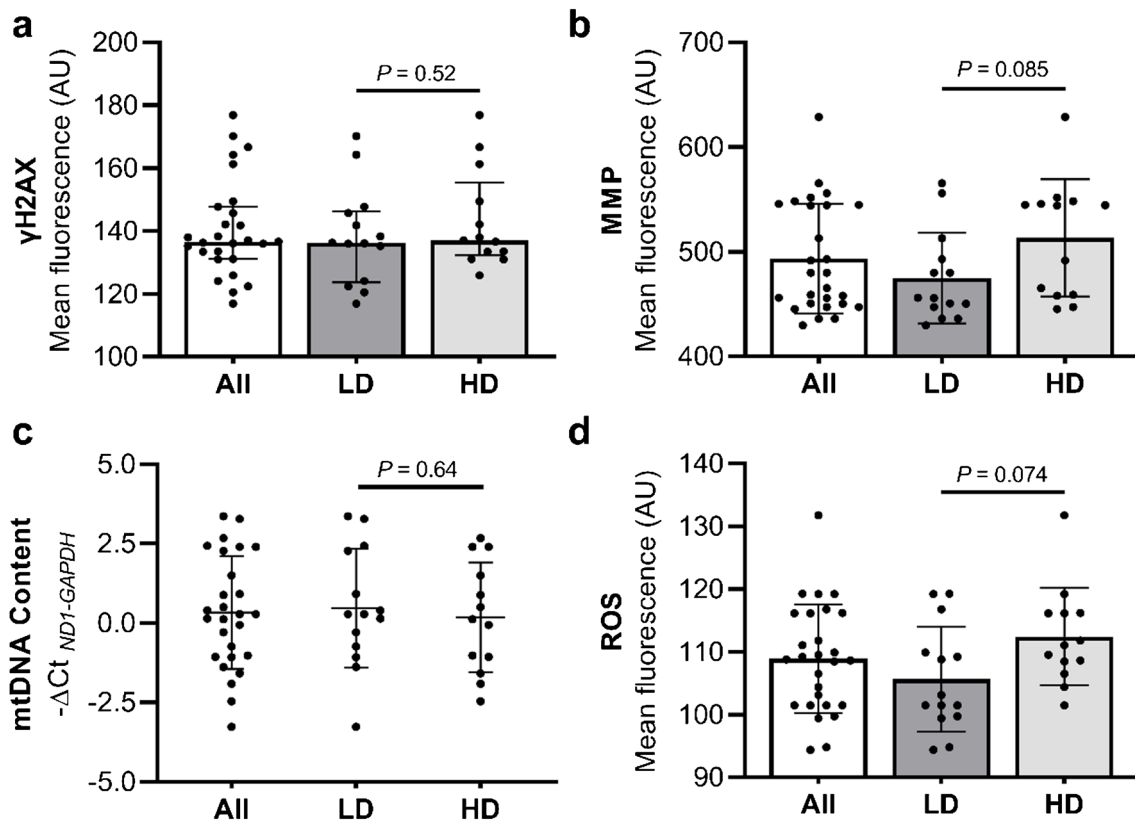 a
γH2AX
Mean fluorescence (AU)
200
180
160
140
120
100
P = 0.52
All
LD
HD
b
MMP
Mean fluorescence (AU)
700
600
500
400
P = 0.085
All
LD
HD
c
mtDNA Content
-ΔCt ND1-GAPDH
5.0
2.5
0.0
-2.5
-5.0
P = 0.64
All
LD
HD
d
ROS
Mean fluorescence (AU)
140
130
120
110
100
90
P = 0.074
All
LD
HD